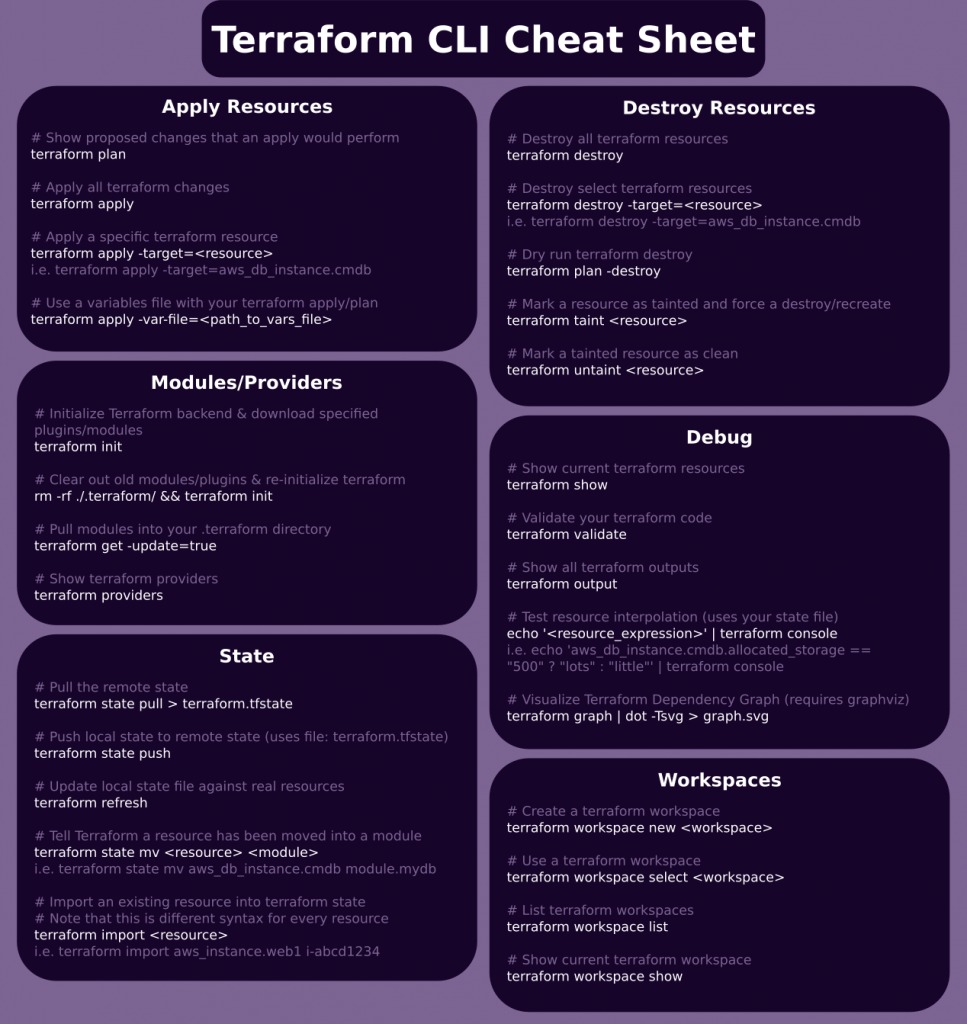 Terraform CLI Cheat Sheet
Apply Resources
# Show proposed changes that an apply would perform
terraform plan
# Apply all terraform changes
terraform apply
# Apply a specific terraform resource
terraform apply -target=<resource>
i.e. terraform apply -target=aws_db_instance.cmdb
# Use a variables file with your terraform apply/plan
terraform apply -var-file=<path_to_vars_file>
Modules/Providers
# Initialize Terraform backend & download specified
plugins/modules
terraform init
# Clear out old modules/plugins & re-initialize terraform
rm -rf ./.terraform/ && terraform init
# Pull modules into your .terraform directory
terraform get -update=true
# Show terraform providers
terraform providers
State
# Pull the remote state
terraform state pull > terraform.tfstate
# Push local state to remote state (uses file: terraform.tfstate)
terraform state push
# Update local state file against real resources
terraform refresh
# Tell Terraform a resource has been moved into a module
terraform state mv <resource> <module>
i.e. terraform state mv aws_db_instance.cmdb module.mydb
# Import an existing resource into terraform state
# Note that this is different syntax for every resource
terraform import <resource>
i.e. terraform import aws_instance.web1 i-abcd1234
Destroy Resources
# Destroy all terraform resources
terraform destroy
# Destroy select terraform resources
terraform destroy -target=<resource>
i.e. terraform destroy -target=aws_db_instance.cmdb
# Dry run terraform destroy
terraform plan -destroy
# Mark a resource as tainted and force a destroy/recreate
terraform taint <resource>
# Mark a tainted resource as clean
terraform untaint <resource>
Debug
# Show current terraform resources
terraform show
# Validate your terraform code
terraform validate
# Show all terraform outputs
terraform output
# Test resource interpolation (uses your state file)
echo '<resource_expression>' | terraform console
i.e. echo 'aws_db_instance.cmdb.allocated_storage ==
"500" ? "lots" : "little"' | terraform console
# Visualize Terraform Dependency Graph (requires graphviz)
terraform graph | dot -Tsvg > graph.svg
Workspaces
# Create a terraform workspace
terraform workspace new <workspace>
# Use a terraform workspace
terraform workspace select <workspace>
# List terraform workspaces
terraform workspace list
# Show current terraform workspace
terraform workspace show